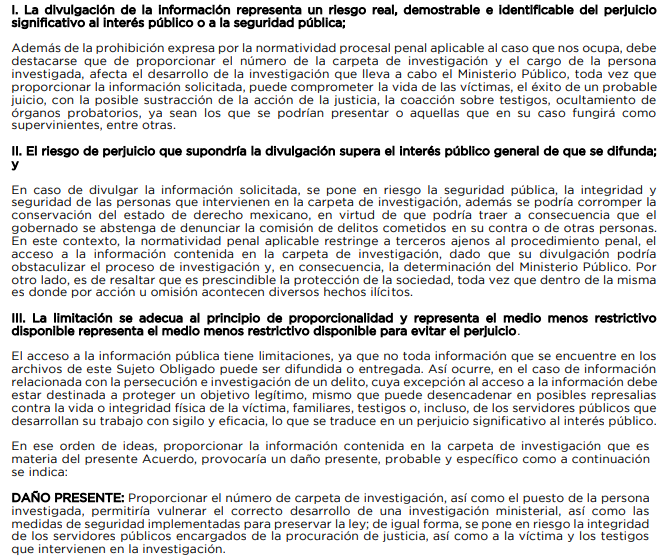 I. La divulgación de la información representa un riesgo real, demostrable e identificable del perjuicio
significativo al interés público o a la seguridad pública;
Además de la prohibición expresa por la normatividad procesal penal aplicable al caso que nos ocupa, debe
destacarse que de proporcionar el número de la carpeta de investigación y el cargo de la persona
investigada, afecta el desarrollo de la investigación que lleva a cabo el Ministerio Público, toda vez que
proporcionar la información solicitada, puede comprometer la vida de las víctimas, el éxito de un probable
juicio, con la posible sustracción de la acción de la justicia, la coacción sobre testigos, ocultamiento de
órganos probatorios, ya sean los que se podrían presentar o aquellas que en su caso fungirá como
supervinientes, entre otras.
II. El riesgo de perjuicio que supondría la divulgación supera el interés público general de que se difunda;
y
En caso de divulgar la información solicitada, se pone en riesgo la seguridad pública, la integridad y
seguridad de las personas que intervienen en la carpeta de investigación, además se podría corromper la
conservación del estado de derecho mexicano, en virtud de que podría traer a consecuencia que el
gobernado se abstenga de denunciar la comisión de delitos cometidos en su contra o de otras personas.
En este contexto, la normatividad penal aplicable restringe a terceros ajenos al procedimiento penal, el
acceso a la información contenida en la carpeta de investigación, dado que su divulgación podría
obstaculizar el proceso de investigación y, en consecuencia, la determinación del Ministerio Público. Por
otro lado, es de resaltar que es prescindible la protección de la sociedad, toda vez que dentro de la misma
es donde por acción u omisión acontecen diversos hechos ilícitos.
III. La limitación se adecua al principio de proporcionalidad y representa el medio menos restrictivo
disponible representa el medio menos restrictivo disponible para evitar el perjuicio.
El acceso a la información pública tiene limitaciones, ya que no toda información que se encuentre en los
archivos de este Sujeto Obligado puede ser difundida o entregada. Así ocurre, en el caso de información
relacionada con la persecución e investigación de un delito, cuya excepción al acceso a la información debe
estar destinada a proteger un objetivo legítimo, mismo que puede desencadenar en posibles represalias
contra la vida o integridad física de la víctima, familiares, testigos o, incluso, de los servidores públicos que
desarrollan su trabajo con sigilo y eficacia, lo que se traduce en un perjuicio significativo al interés público.
En ese orden de ideas, proporcionar la información contenida en la carpeta de investigación que es
materia del presente Acuerdo, provocaría un daño presente, probable y específico como a continuación
se indica:
DAÑO PRESENTE: Proporcionar el número de carpeta de investigación, así como el puesto de la persona
investigada, permitiría vulnerar el correcto desarrollo de una investigación ministerial, así como las
medidas de seguridad implementadas para preservar la ley; de igual forma, se pone en riesgo la integridad
de los servidores públicos encargados de la procuración de justicia, así como a la víctima y los testigos
que intervienen en la investigación.